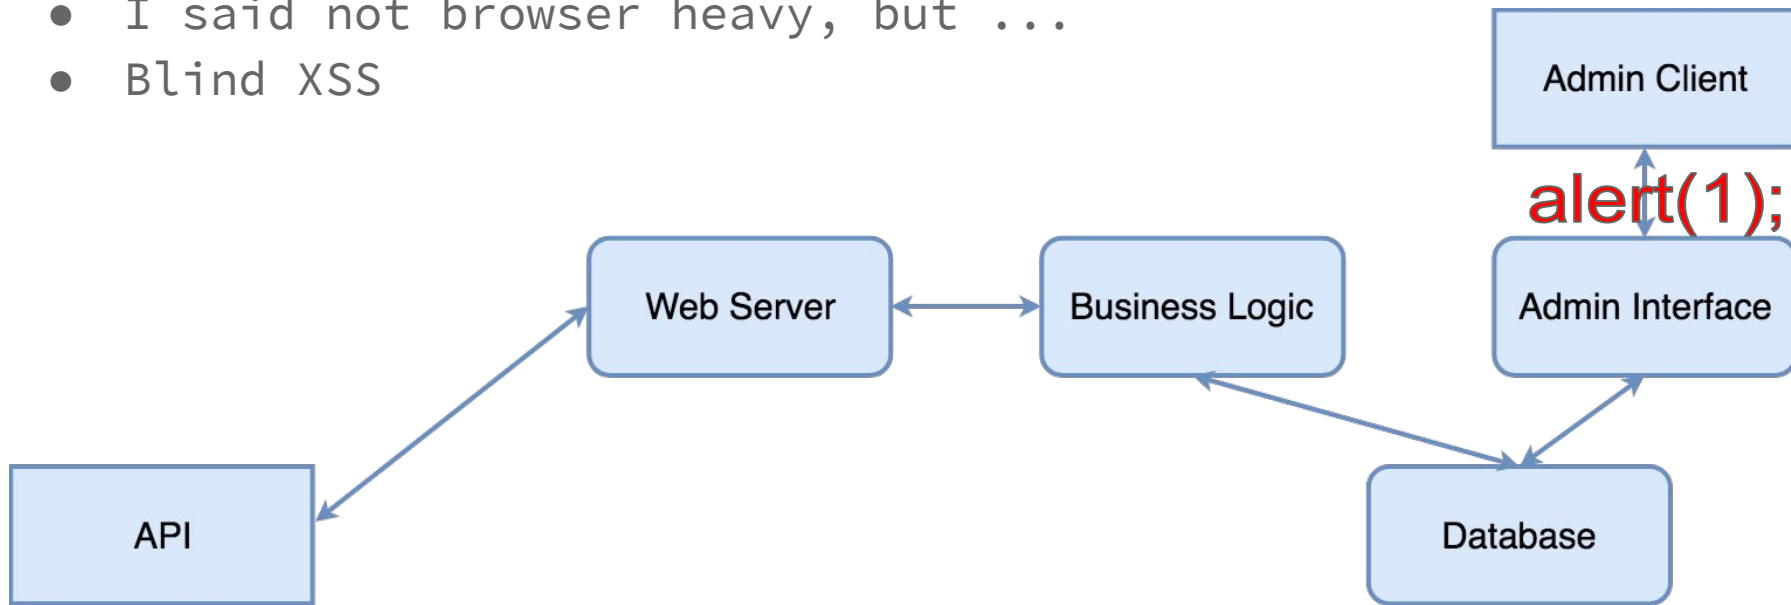 ● I said not browser heavy, but ...
● Blind XSS
Admin Client
alert(1);
Web Server
Business Logic
Admin Interface
API
Database